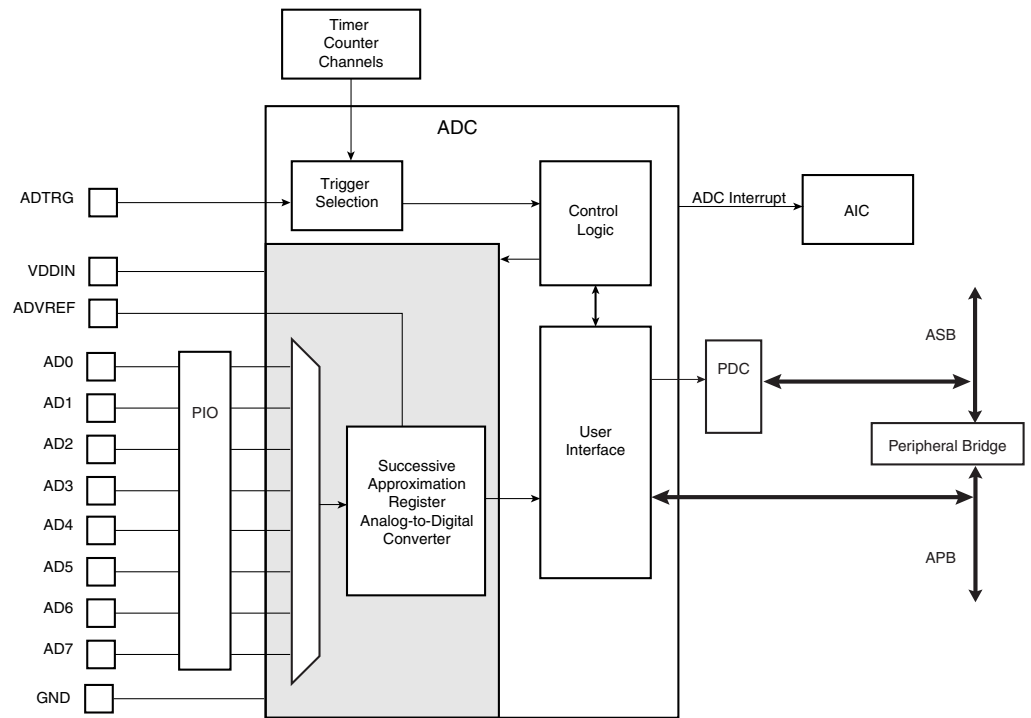 Timer
Counter
Channels
ADC
ADTRG
Trigger
Selection
Control
Logic
ADC Interrupt
AIC
VDDIN
ADVREF
AD0
AD1
AD2
AD3
AD4
AD5
AD6
AD7
GND
PIO
Successive
Approximation
Register
Analog-to-Digital
Converter
User
Interface
PDC
ASB
Peripheral Bridge
APB